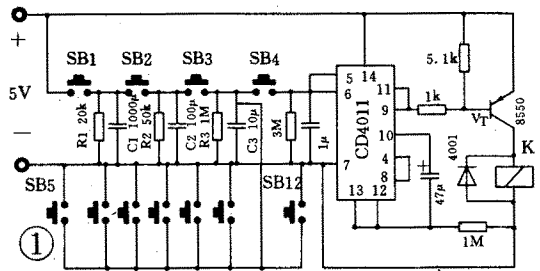 +
SB1 SB2 SB3 SB4
5V
−
R1 20k
C1 1000μ
R2 50k
C2 100μ
R3 1M
C3 10μ
3M
1μ
5
6
7
14
11
9
10
4
8
13 12
CD4011
1k
5.1k
VT
8550
4001
K
47μ
+
1M
SB5
SB12
①